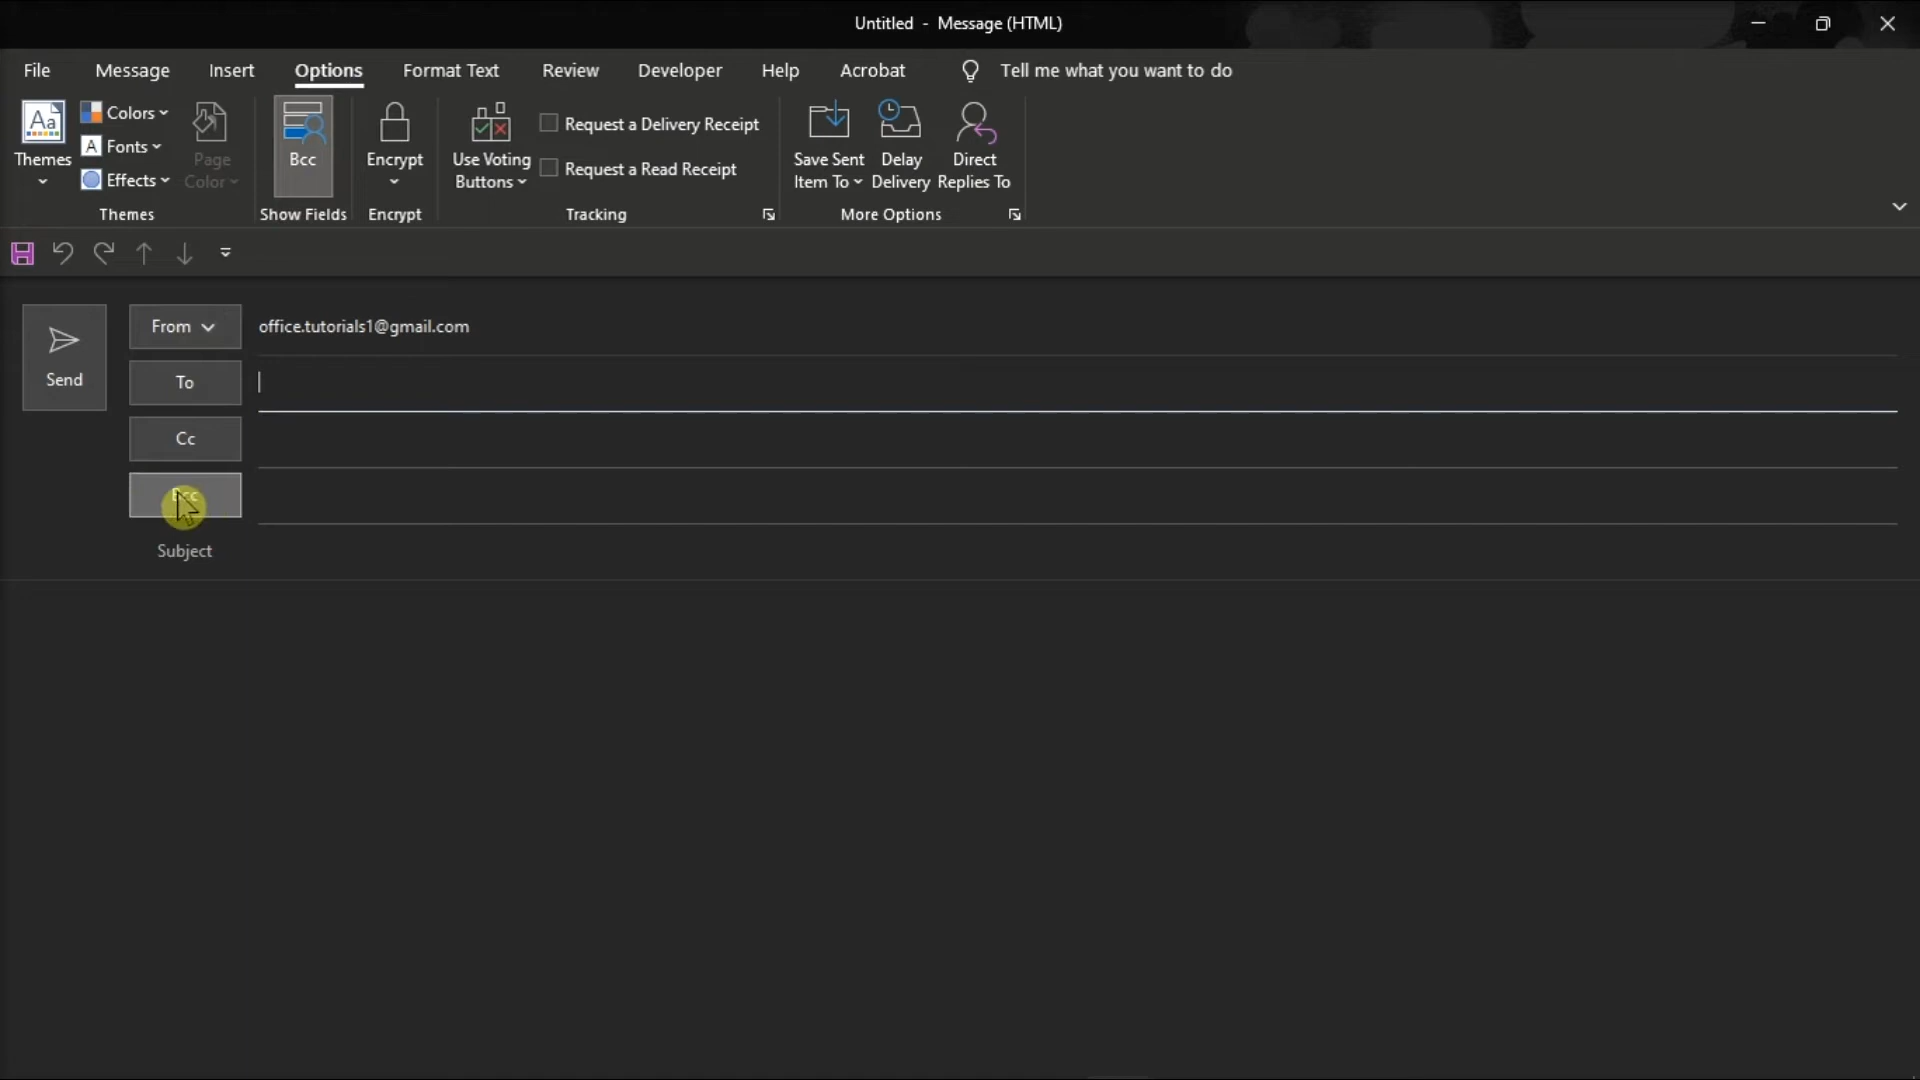 Untitled - Message (HTML)
File Message Insert Options Format Text Review Developer Help Acrobat Tell me what you want to do
Aa
Themes
Colors
A Fonts
Effects
Page
Color
Themes
Bcc
Show Fields
Encrypt
Encrypt
Use Voting
Buttons
Request a Delivery Receipt
Request a Read Receipt
Tracking
Save Sent
Item To
Delay
Delivery
Direct
Replies To
More Options
Send
From office.tutorials1@gmail.com
To
Cc
Bcc
Subject